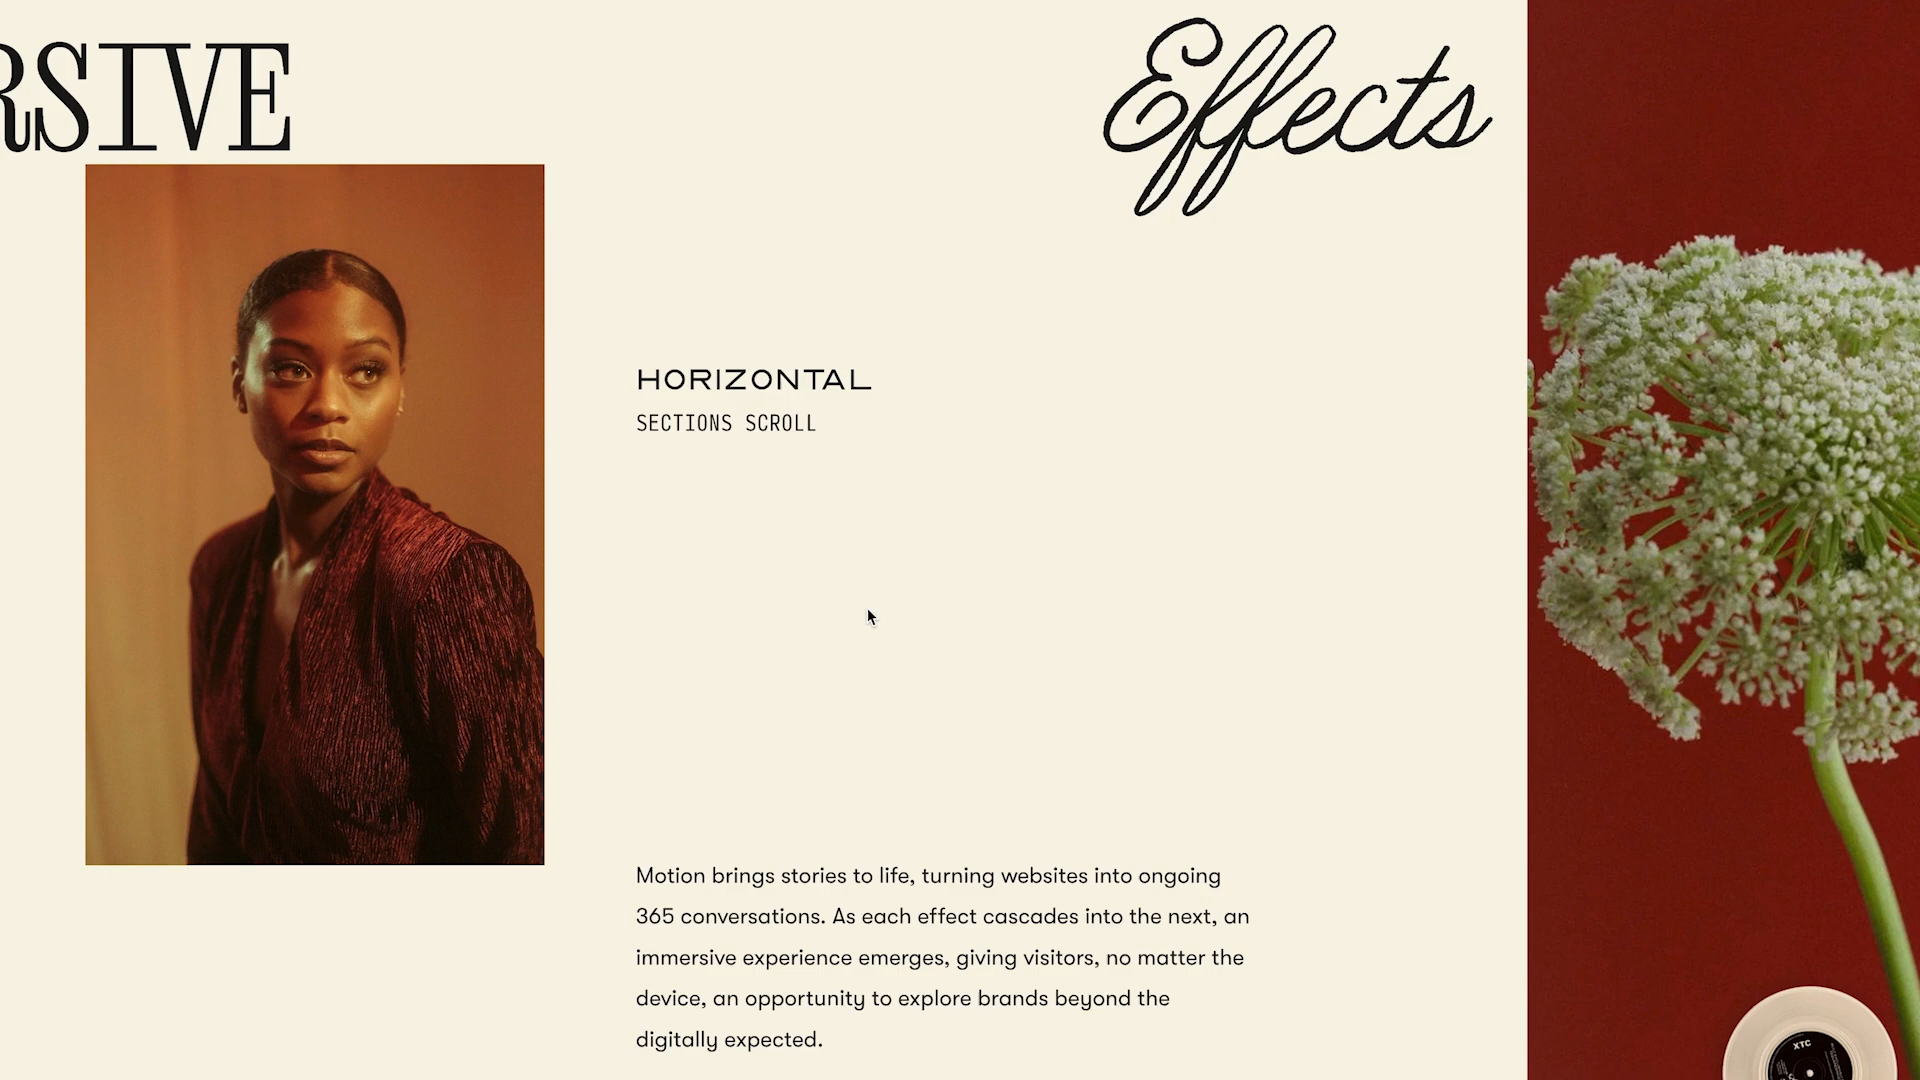 RSIVE
Effects
HORIZONTAL
SECTIONS SCROLL
Motion brings stories to life, turning websites into ongoing
365 conversations. As each effect cascades into the next, an
immersive experience emerges, giving visitors, no matter the
device, an opportunity to explore brands beyond the
digitally expected.
XTC